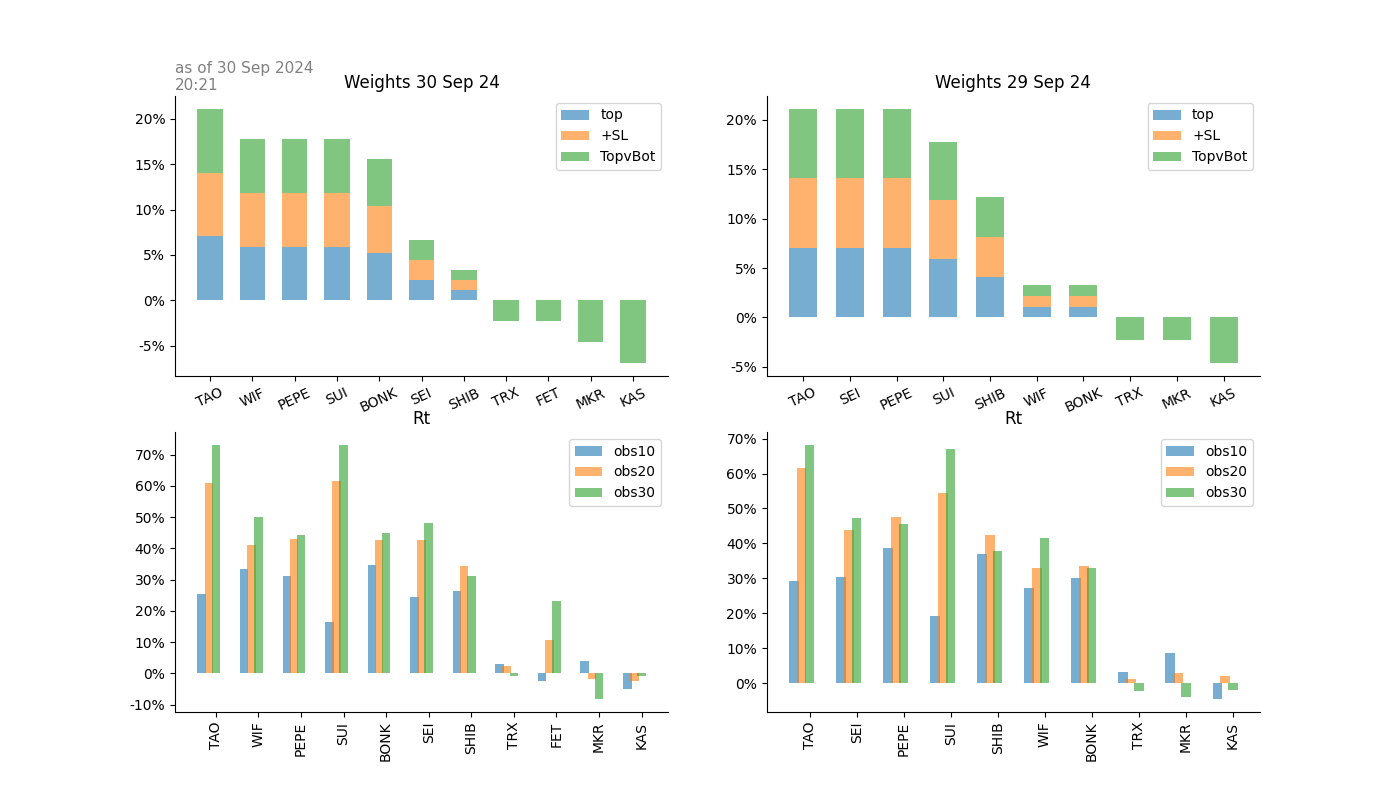 as of 30 Sep 2024
20:21
Weights 30 Sep 24
20%
15%
10%
5%
0%
-5%
top
+SL
TopvBot
TAO WIF PEPE SUI BONK SEI SHIB TRX FET MKR KAS
Weights 29 Sep 24
20%
15%
10%
5%
0%
-5%
top
+SL
TopvBot
TAO SEI PEPE SUI SHIB WIF BONK TRX MKR KAS
Rt
70%
60%
50%
40%
30%
20%
10%
0%
-10%
obs10
obs20
obs30
TAO WIF PEPE SUI BONK SEI SHIB TRX FET MKR KAS
Rt
70%
60%
50%
40%
30%
20%
10%
0%
obs10
obs20
obs30
TAO SEI PEPE SUI SHIB WIF BONK TRX MKR KAS